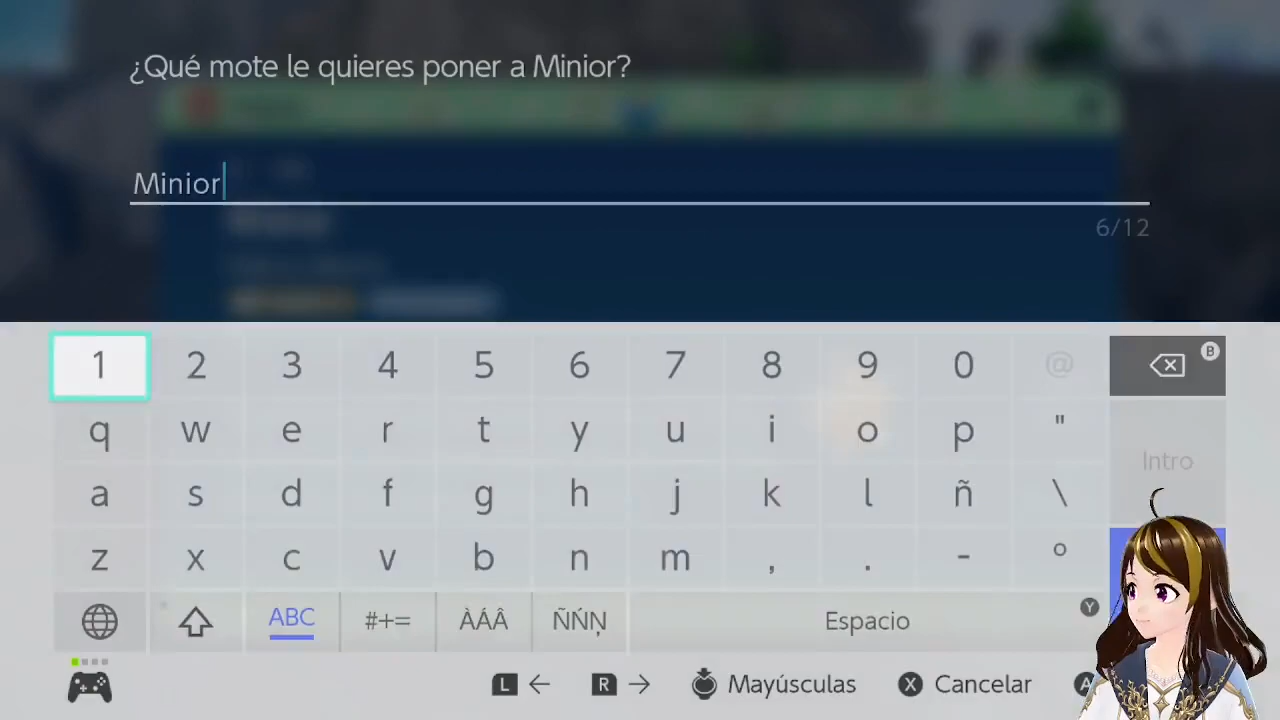 ¿Qué mote le quieres poner a Minior?
Minior
6/12
1 2 3 4 5 6 7 8 9 0 @ B
q w e r t y u i o p " Intro
a s d f g h j k l ñ \
z x c v b n m , . - º
ABC #+= ÀÁÂ ÑŃŅ Espacio Y
L ← R → Mayúsculas X Cancelar A